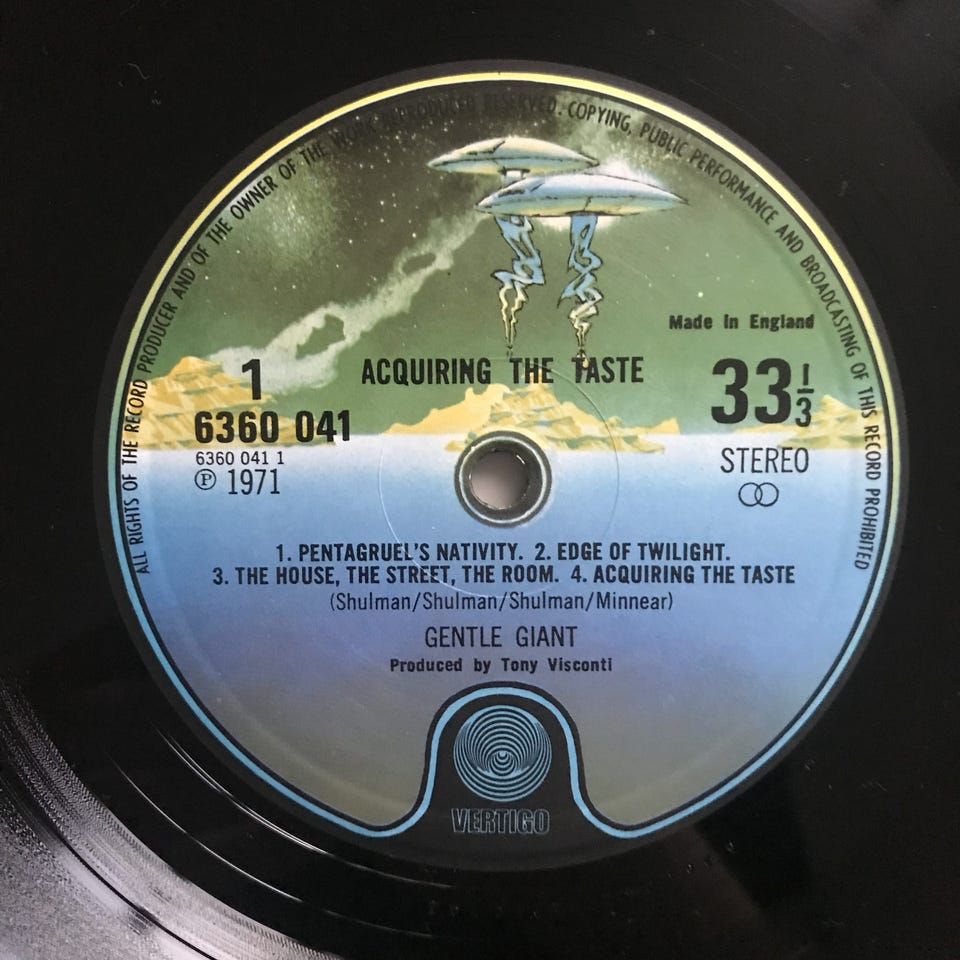 ALL RIGHTS OF THE RECORD PRODUCER AND OF THE OWNER OF THE WORK REPRODUCED RESERVED. COPYING, PUBLIC PERFORMANCE AND BROADCASTING OF THIS RECORD PROHIBITED
Made in England
1
ACQUIRING THE TASTE
33 1/3
6360 041
6360 041 1
STEREO
℗ 1971
1. PENTAGRUEL'S NATIVITY. 2. EDGE OF TWILIGHT.
3. THE HOUSE, THE STREET, THE ROOM. 4. ACQUIRING THE TASTE
(Shulman/Shulman/Shulman/Minnear)
GENTLE GIANT
Produced by Tony Visconti
VERTIGO